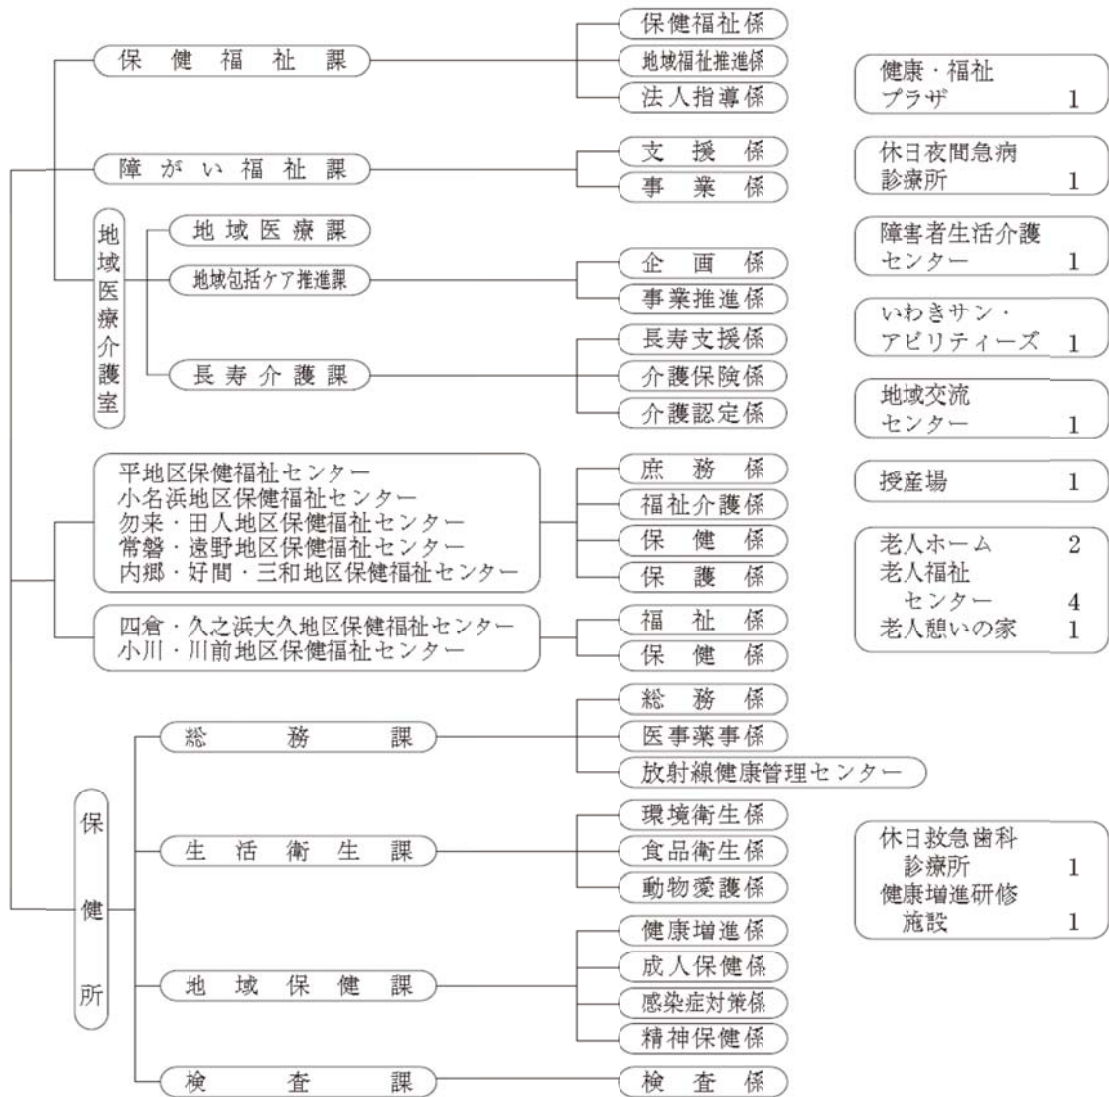 保健福祉課
保健福祉係
地域福祉推進係
法人指導係
障がい福祉課
支援係
事業係
地域医療介護室
地域医療課
地域包括ケア推進課
企画係
事業推進係
長寿介護課
長寿支援係
介護保険係
介護認定係
平地区保健福祉センター
小名浜地区保健福祉センター
勿来・田人地区保健福祉センター
常磐・遠野地区保健福祉センター
内郷・好間・三和地区保健福祉センター
庶務係
福祉介護係
保健係
保護係
四倉・久之浜大久地区保健福祉センター
小川・川前地区保健福祉センター
福祉係
保健係
保健所
総務課
総務係
医事薬事係
放射線健康管理センター
生活衛生課
環境衛生係
食品衛生係
動物愛護係
地域保健課
健康増進係
成人保健係
感染症対策係
精神保健係
検査課
検査係
健康・福祉
プラザ 1
休日夜間急病
診療所 1
障害者生活介護
センター 1
いわきサン・
アビリティーズ 1
地域交流
センター 1
授産場 1
老人ホーム 2
老人福祉
センター 4
老人憩いの家 1
休日救急歯科
診療所 1
健康増進研修
施設 1